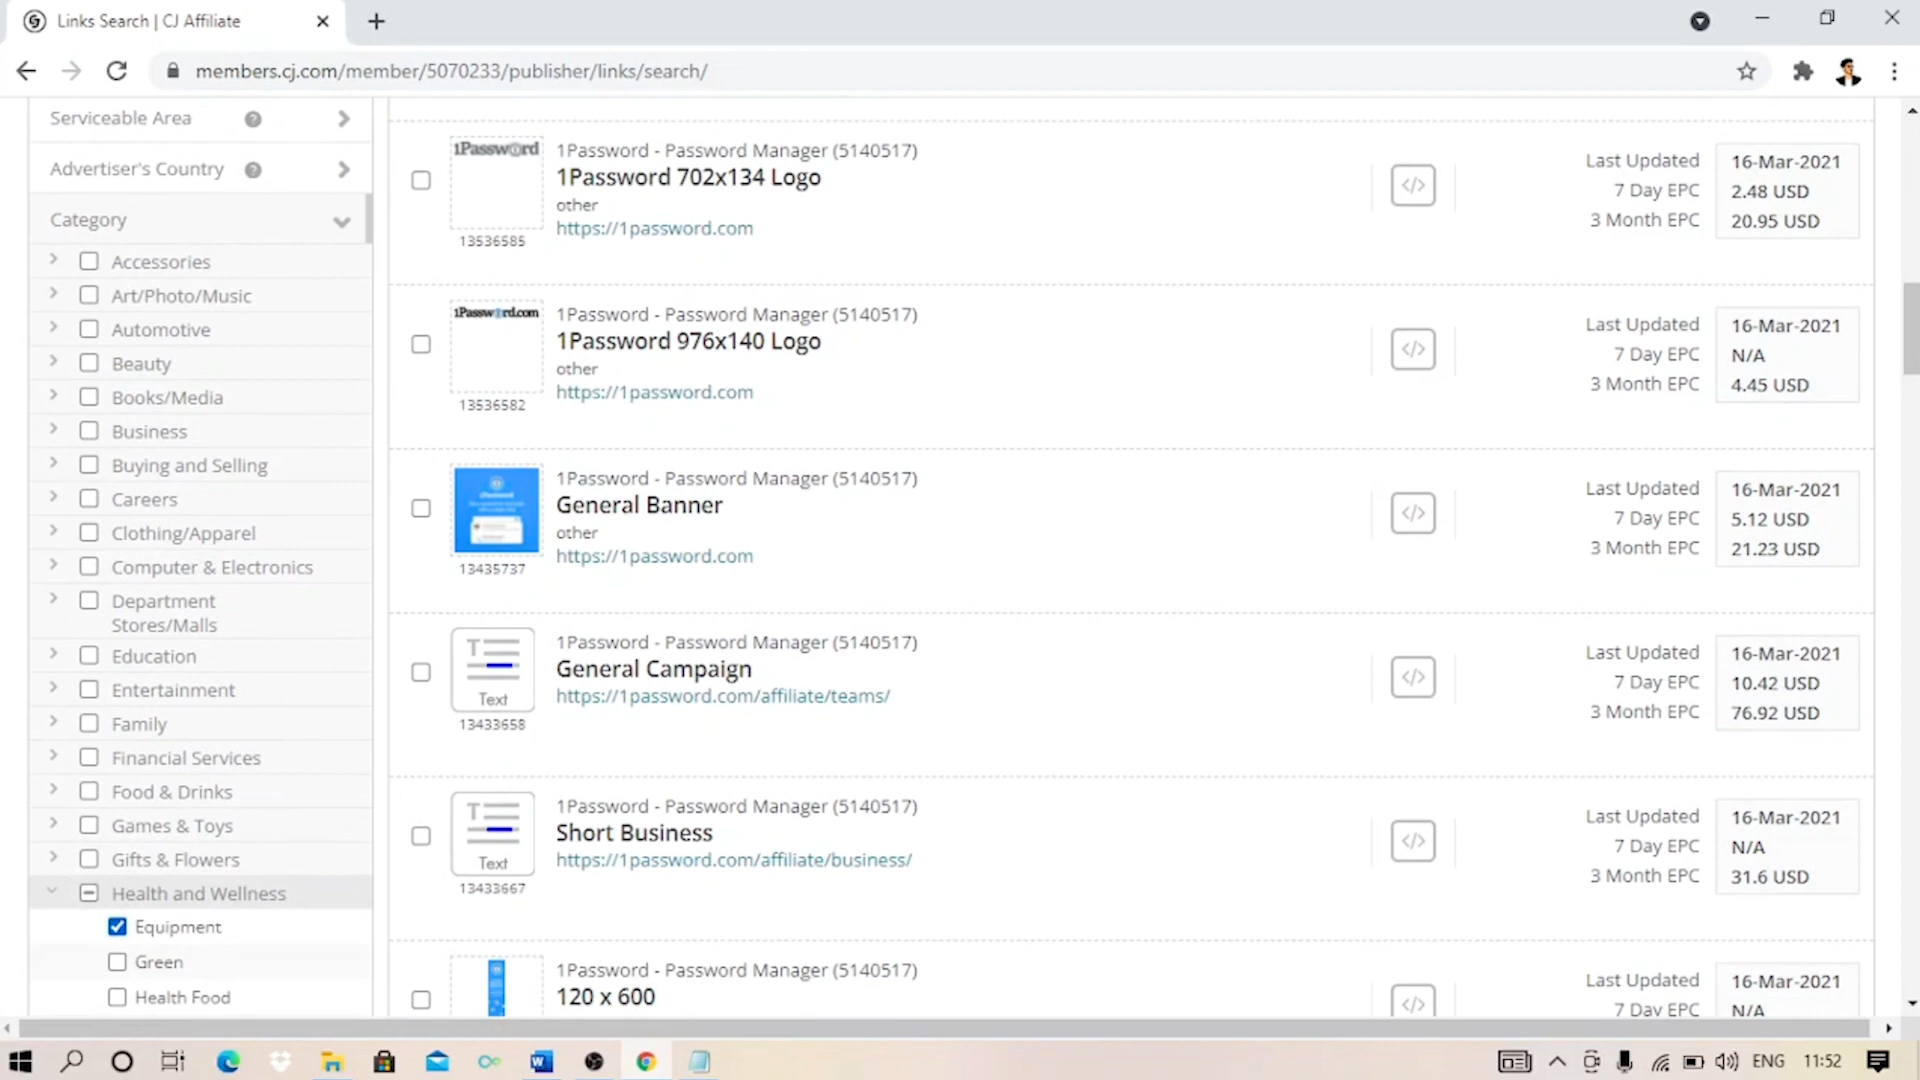 Links Search | CJ Affiliate
members.cj.com/member/5070233/publisher/links/search/
Serviceable Area
Advertiser's Country
Category
Accessories
Art/Photo/Music
Automotive
Beauty
Books/Media
Business
Buying and Selling
Careers
Clothing/Apparel
Computer & Electronics
Department
Stores/Malls
Education
Entertainment
Family
Financial Services
Food & Drinks
Games & Toys
Gifts & Flowers
Health and Wellness
Equipment
Green
Health Food
1Password
13536585
1Password - Password Manager (5140517)
1Password 702x134 Logo
other
https://1password.com
Last Updated 16-Mar-2021
7 Day EPC 2.48 USD
3 Month EPC 20.95 USD
1Password.com
13536582
1Password - Password Manager (5140517)
1Password 976x140 Logo
other
https://1password.com
Last Updated 16-Mar-2021
7 Day EPC N/A
3 Month EPC 4.45 USD
13435737
1Password - Password Manager (5140517)
General Banner
other
https://1password.com
Last Updated 16-Mar-2021
7 Day EPC 5.12 USD
3 Month EPC 21.23 USD
T
Text
13433658
1Password - Password Manager (5140517)
General Campaign
https://1password.com/affiliate/teams/
Last Updated 16-Mar-2021
7 Day EPC 10.42 USD
3 Month EPC 76.92 USD
T
Text
13433667
1Password - Password Manager (5140517)
Short Business
https://1password.com/affiliate/business/
Last Updated 16-Mar-2021
7 Day EPC N/A
3 Month EPC 31.6 USD
1Password - Password Manager (5140517)
120 x 600
Last Updated 16-Mar-2021
7 Day EPC N/A
ENG 11:52